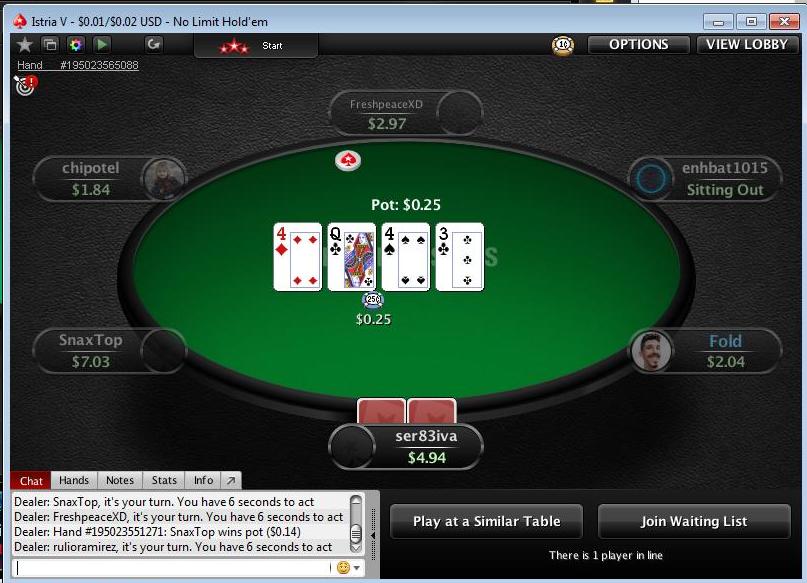 Istria V - $0.01/$0.02 USD - No Limit Hold'em
Start
1¢
OPTIONS
VIEW LOBBY
Hand #195023565088
FreshpeaceXD
$2.97
chipotel
$1.84
enhbat1015
Sitting Out
Pot: $0.25
4 Q 4 3
25¢
$0.25
SnaxTop
$7.03
Fold
$2.04
ser83iva
$4.94
Chat
Hands
Notes
Stats
Info
Dealer: SnaxTop, it's your turn. You have 6 seconds to act
Dealer: FreshpeaceXD, it's your turn. You have 6 seconds to act
Dealer: Hand #195023551271: SnaxTop wins pot ($0.14)
Dealer: rulioramirez, it's your turn. You have 6 seconds to act
Play at a Similar Table
Join Waiting List
There is 1 player in line